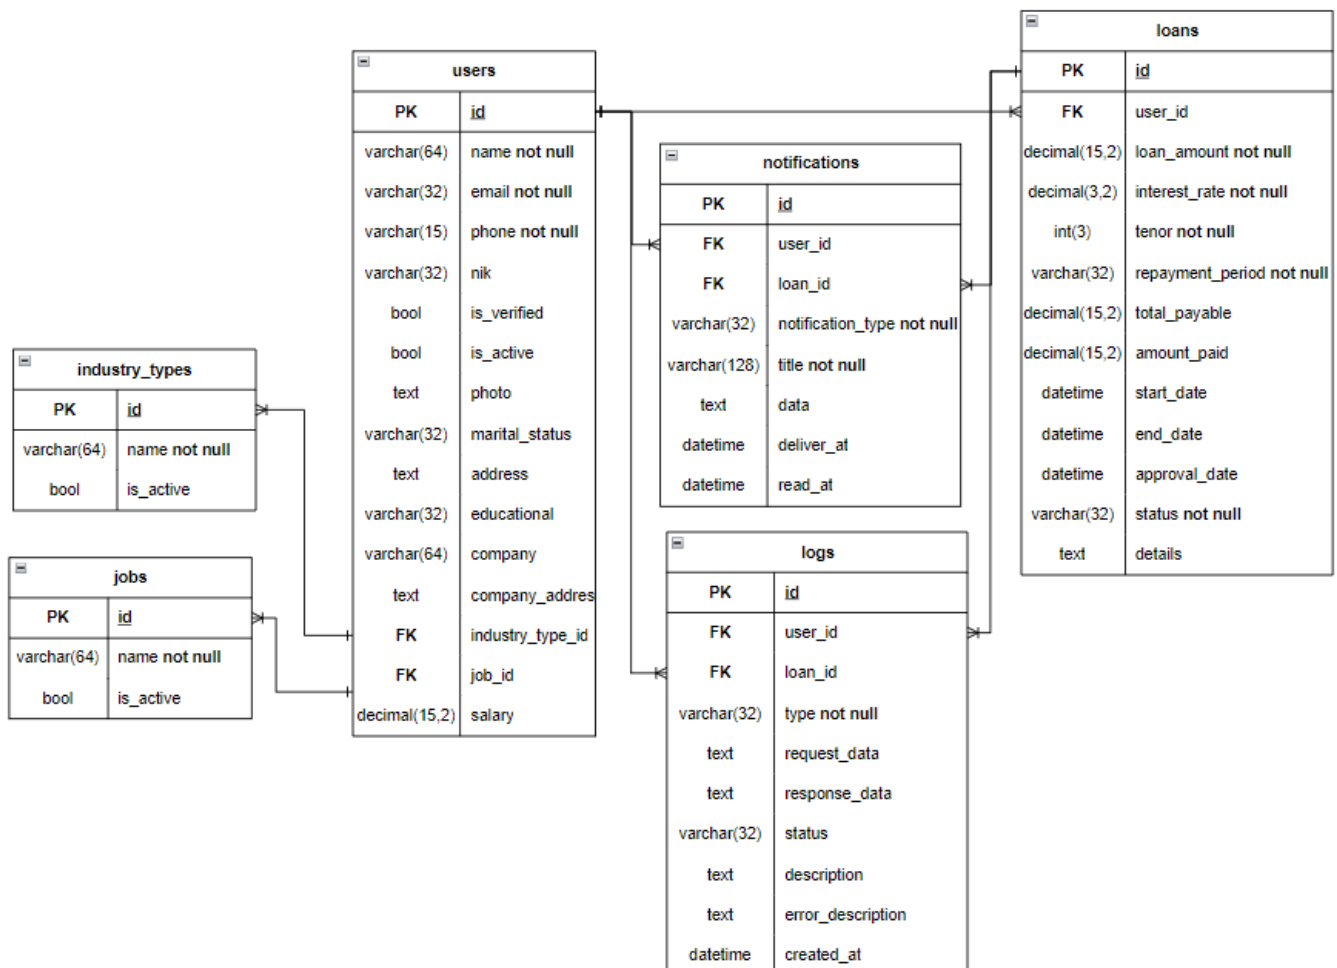 users
PK id
varchar(64) name not null
varchar(32) email not null
varchar(15) phone not null
varchar(32) nik
bool is_verified
bool is_active
text photo
varchar(32) marital_status
text address
varchar(32) educational
varchar(64) company
text company_addres
FK industry_type_id
FK job_id
decimal(15,2) salary
industry_types
PK id
varchar(64) name not null
bool is_active
jobs
PK id
varchar(64) name not null
bool is_active
notifications
PK id
FK user_id
FK loan_id
varchar(32) notification_type not null
varchar(128) title not null
text data
datetime deliver_at
datetime read_at
logs
PK id
FK user_id
FK loan_id
varchar(32) type not null
text request_data
text response_data
varchar(32) status
text description
text error_description
datetime created_at
loans
PK id
FK user_id
decimal(15,2) loan_amount not null
decimal(3,2) interest_rate not null
int(3) tenor not null
varchar(32) repayment_period not null
decimal(15,2) total_payable
decimal(15,2) amount_paid
datetime start_date
datetime end_date
datetime approval_date
varchar(32) status not null
text details